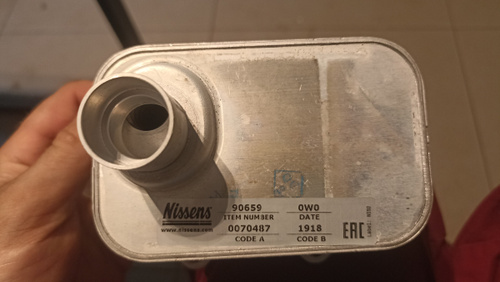 Nissens 90659 0W0
ITEM NUMBER DATE
www.nissens.com 0070487 1918
CODE A CODE B
EAC